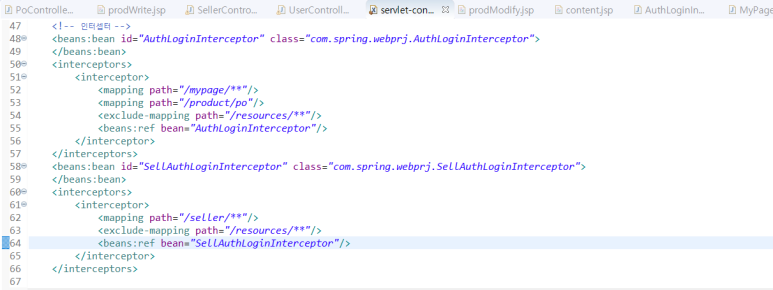 PoControlle... prodWrite.jsp SellerContro... UserControll... servlet-con... prodModify.jsp content.jsp AuthLoginIn... MyPage
47 <!-- 인터셉터 -->
48 <beans:bean id="AuthLoginInterceptor" class="com.spring.webprj.AuthLoginInterceptor">
49 </beans:bean>
50 <interceptors>
51 <interceptor>
52 <mapping path="/mypage/**"/>
53 <mapping path="/product/po"/>
54 <exclude-mapping path="/resources/**"/>
55 <beans:ref bean="AuthLoginInterceptor"/>
56 </interceptor>
57 </interceptors>
58 <beans:bean id="SellAuthLoginInterceptor" class="com.spring.webprj.SellAuthLoginInterceptor">
59 </beans:bean>
60 <interceptors>
61 <interceptor>
62 <mapping path="/seller/**"/>
63 <exclude-mapping path="/resources/**"/>
64 <beans:ref bean="SellAuthLoginInterceptor"/>
65 </interceptor>
66 </interceptors>
67